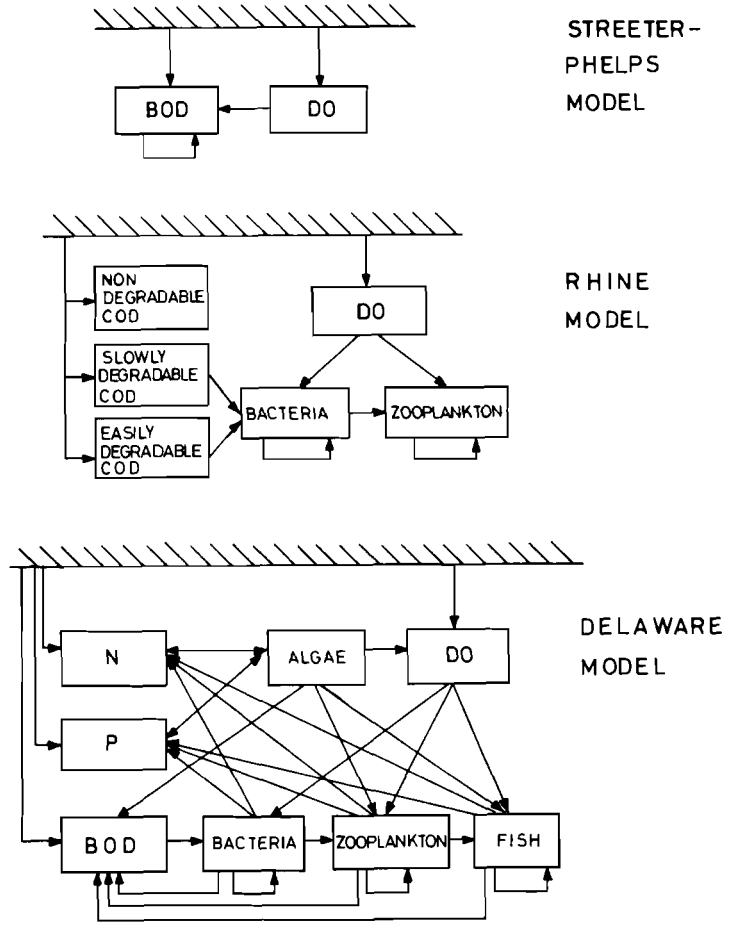 STREETER-
PHELPS
MODEL
BOD
DO
RHINE
MODEL
NON
DEGRADABLE
COD
DO
SLOWLY
DEGRADABLE
COD
BACTERIA
ZOOPLANKTON
EASILY
DEGRADABLE
COD
DELAWARE
MODEL
N
ALGAE
DO
P
BOD
BACTERIA
ZOOPLANKTON
FISH